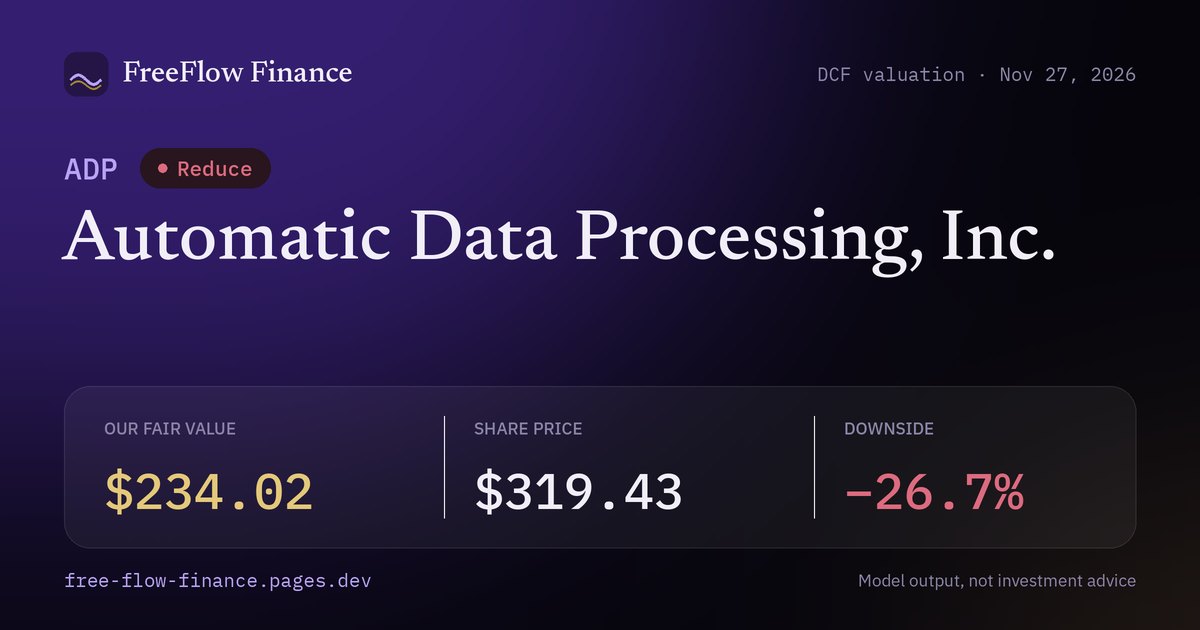 FreeFlow Finance
DCF valuation · Nov 27, 2026
ADP
Reduce
Automatic Data Processing, Inc.
OUR FAIR VALUE
$234.02
SHARE PRICE
$319.43
DOWNSIDE
−26.7%
free-flow-finance.pages.dev
Model output, not investment advice